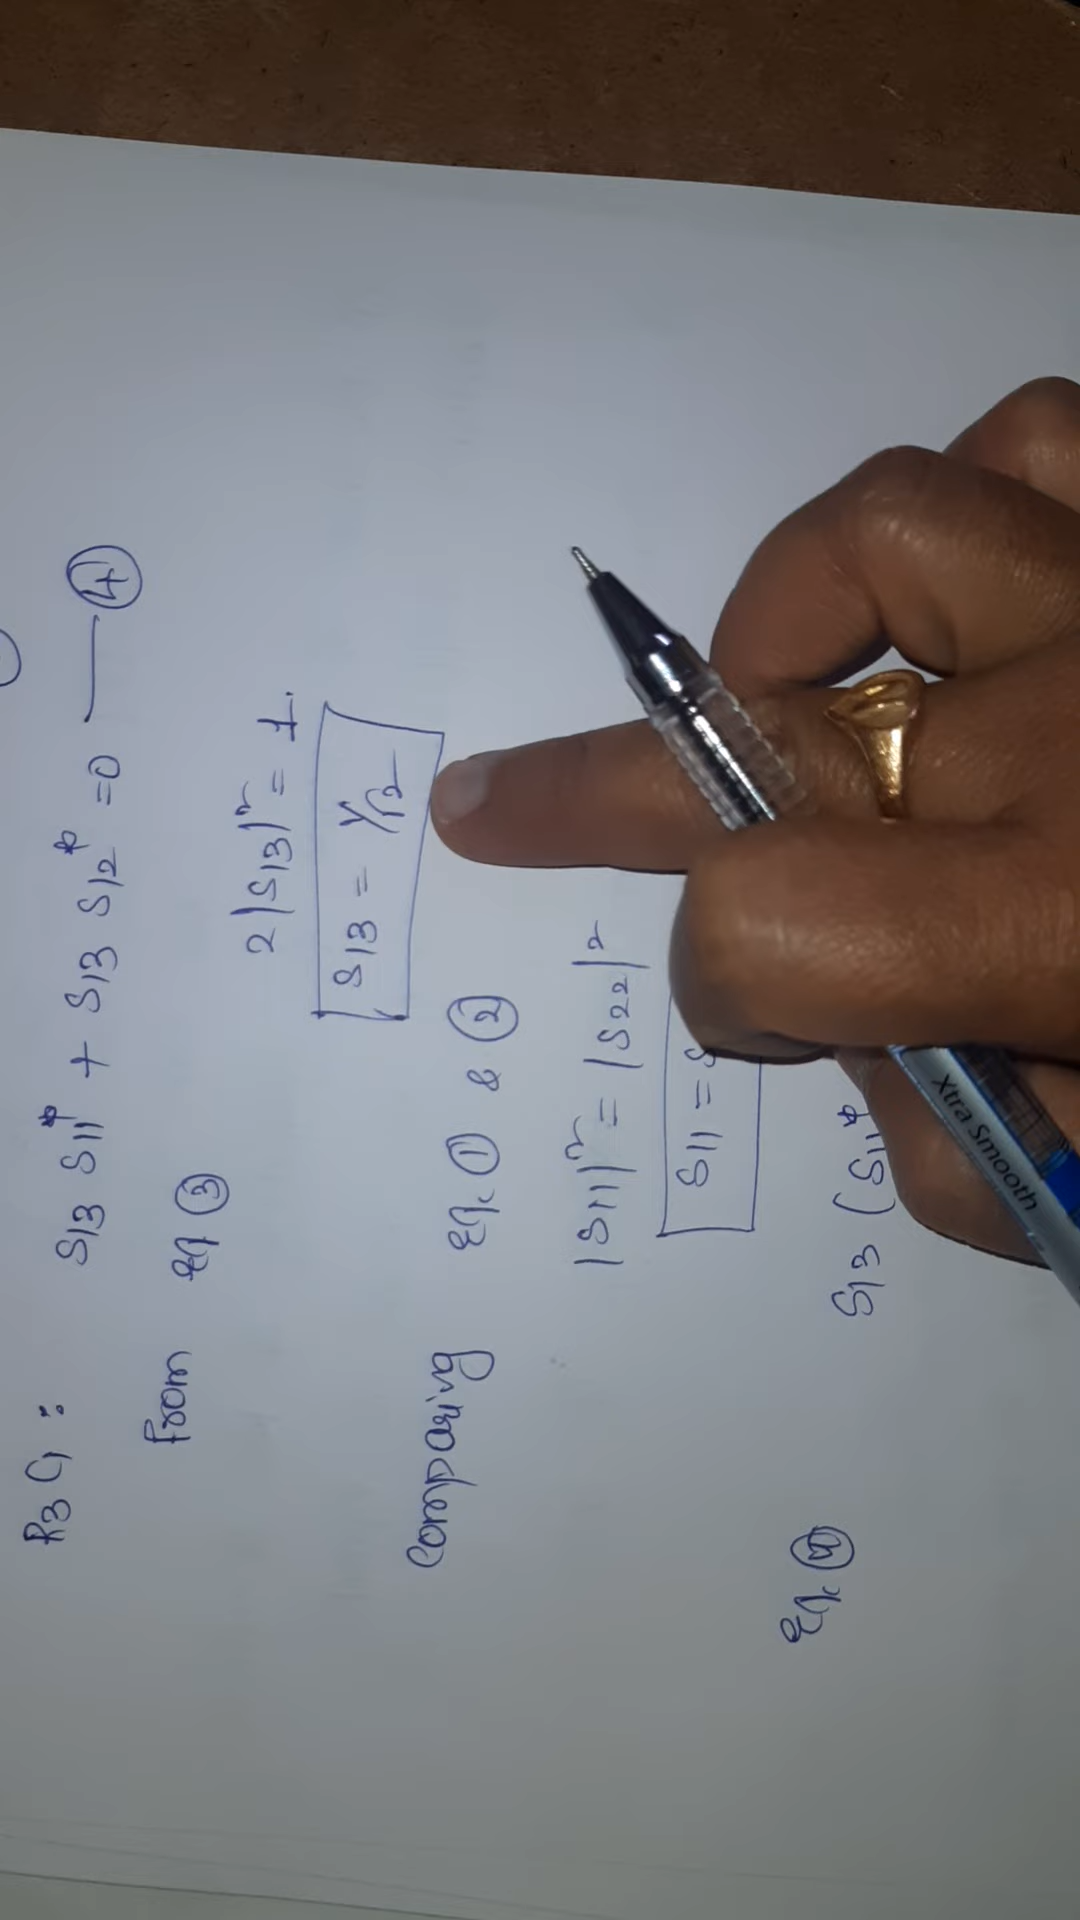 R3 C1 : S13 S11* + S13 S12* = 0 — ④
From eq ③
2|S13|² = 1.
S13 = 1/√2
comparing Eq. ① & ②
|S11|² = |S22|²
S11 = S
Eq. ④ S13 (S11*
Xtra Smooth